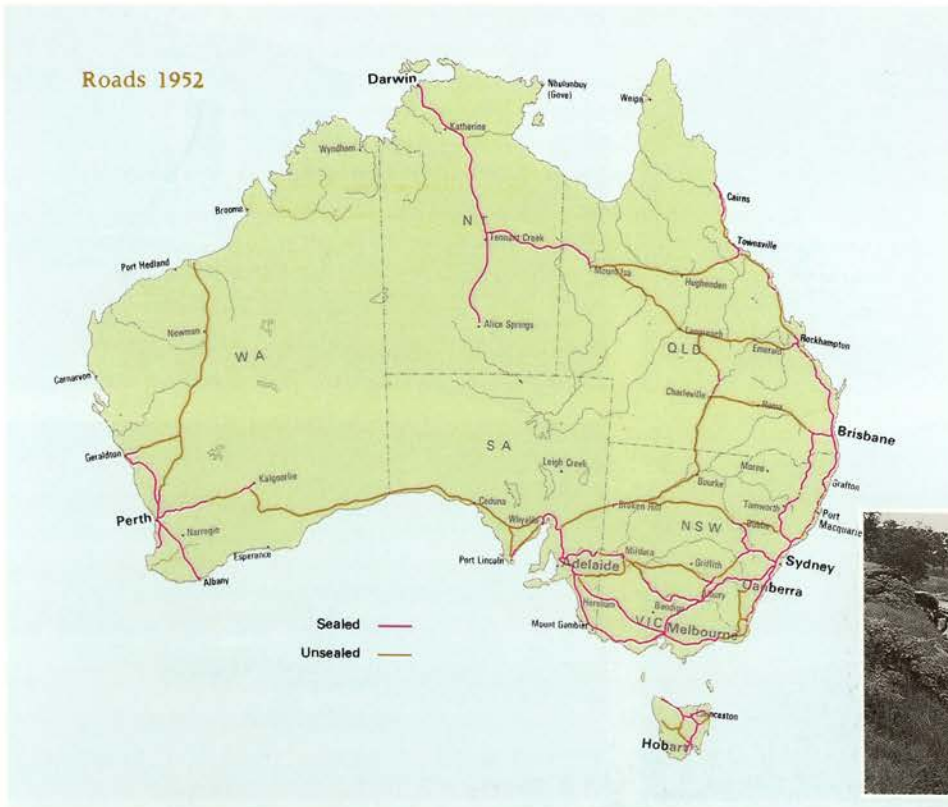 Roads 1952
Darwin
Nhulunbuy
(Gove)
Weipa
Katherine
Wyndham
Cairns
Broome
N T
Tennant Creek
Townsville
Port Hedland
Mount Isa
Hughenden
Newman
Alice Springs
Longreach
Emerald
Rockhampton
W A
QLD
Carnarvon
Charleville
Roma
Brisbane
S A
Geraldton
Leigh Creek
Moree
Kalgoorlie
Bourke
Grafton
Ceduna
Broken Hill
Tamworth
Port
Macquarie
Perth
Whyalla
NSW
Dubbo
Narrogin
Esperance
Port Lincoln
Mildura
Griffith
Sydney
Adelaide
Albany
Albury
Canberra
Horsham
Bendigo
Sealed
Mount Gambier
VIC
Melbourne
Unsealed
Launceston
Hobart